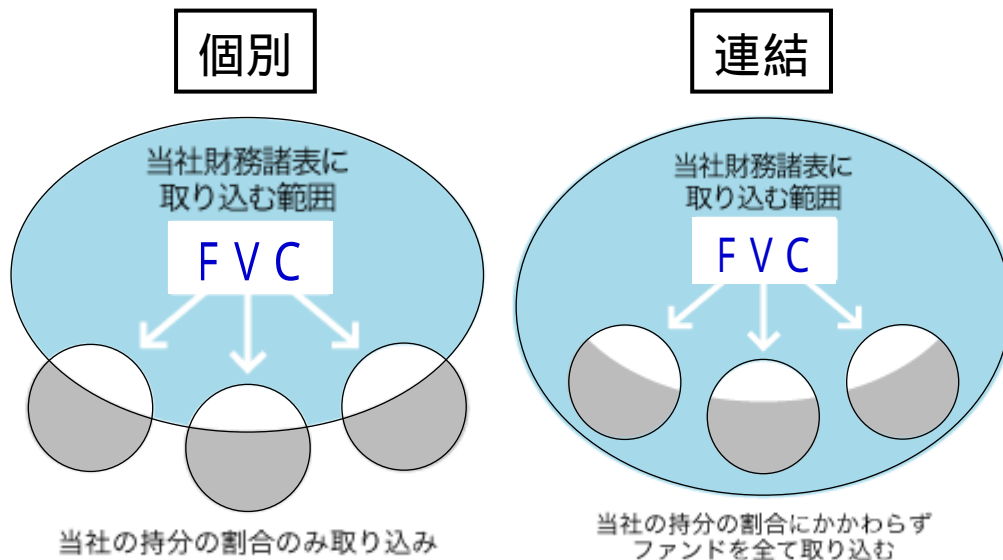 個別
当社財務諸表に
取り込む範囲
FVC
当社の持分の割合のみ取り込み
連結
当社財務諸表に
取り込む範囲
FVC
当社の持分の割合にかかわらず
ファンドを全て取り込む